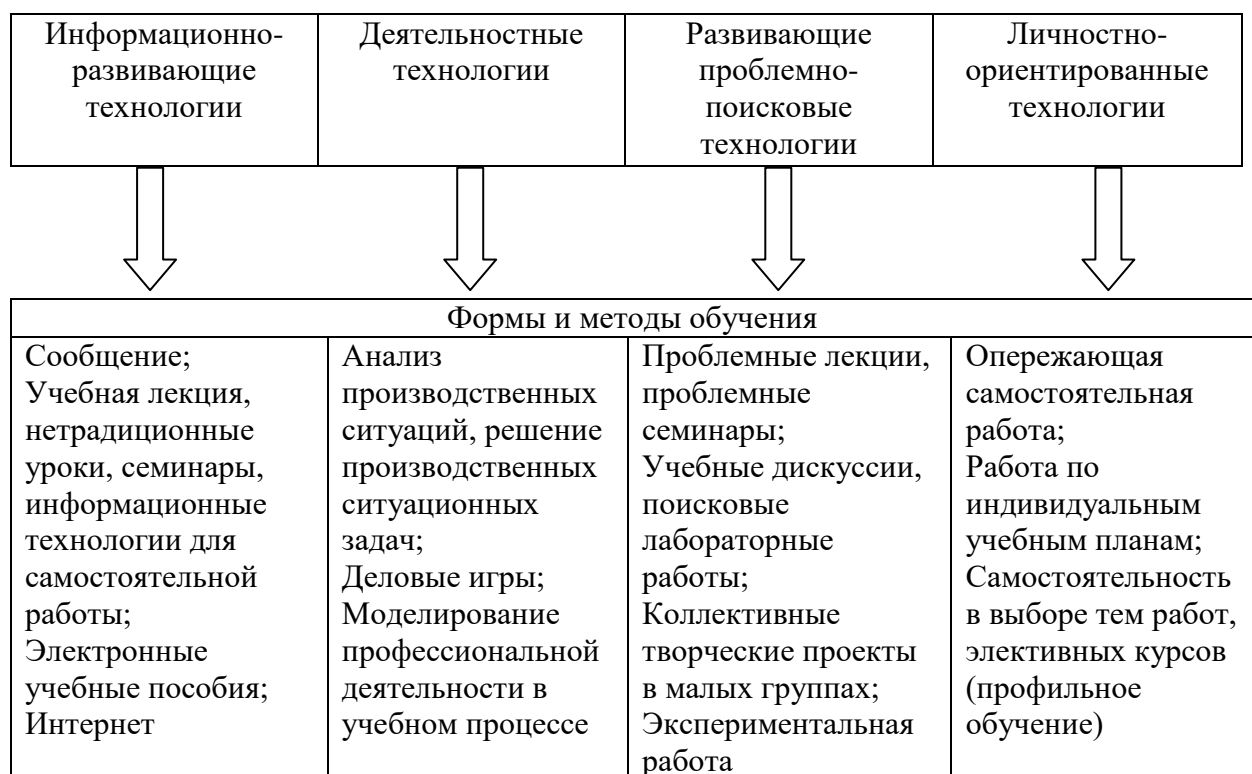 Информационно-
развивающие
технологии
Деятельностные
технологии
Развивающие
проблемно-
поисковые
технологии
Личностно-
ориентированные
технологии
Формы и методы обучения
Сообщение;
Учебная лекция,
нетрадиционные
уроки, семинары,
информационные
технологии для
самостоятельной
работы;
Электронные
учебные пособия;
Интернет
Анализ
производственных
ситуаций, решение
производственных
ситуационных
задач;
Деловые игры;
Моделирование
профессиональной
деятельности в
учебном процессе
Проблемные лекции,
проблемные
семинары;
Учебные дискуссии,
поисковые
лабораторные
работы;
Коллективные
творческие проекты
в малых группах;
Экспериментальная
работа
Опережающая
самостоятельная
работа;
Работа по
индивидуальным
учебным планам;
Самостоятельность
в выборе тем работ,
элективных курсов
(профильное
обучение)